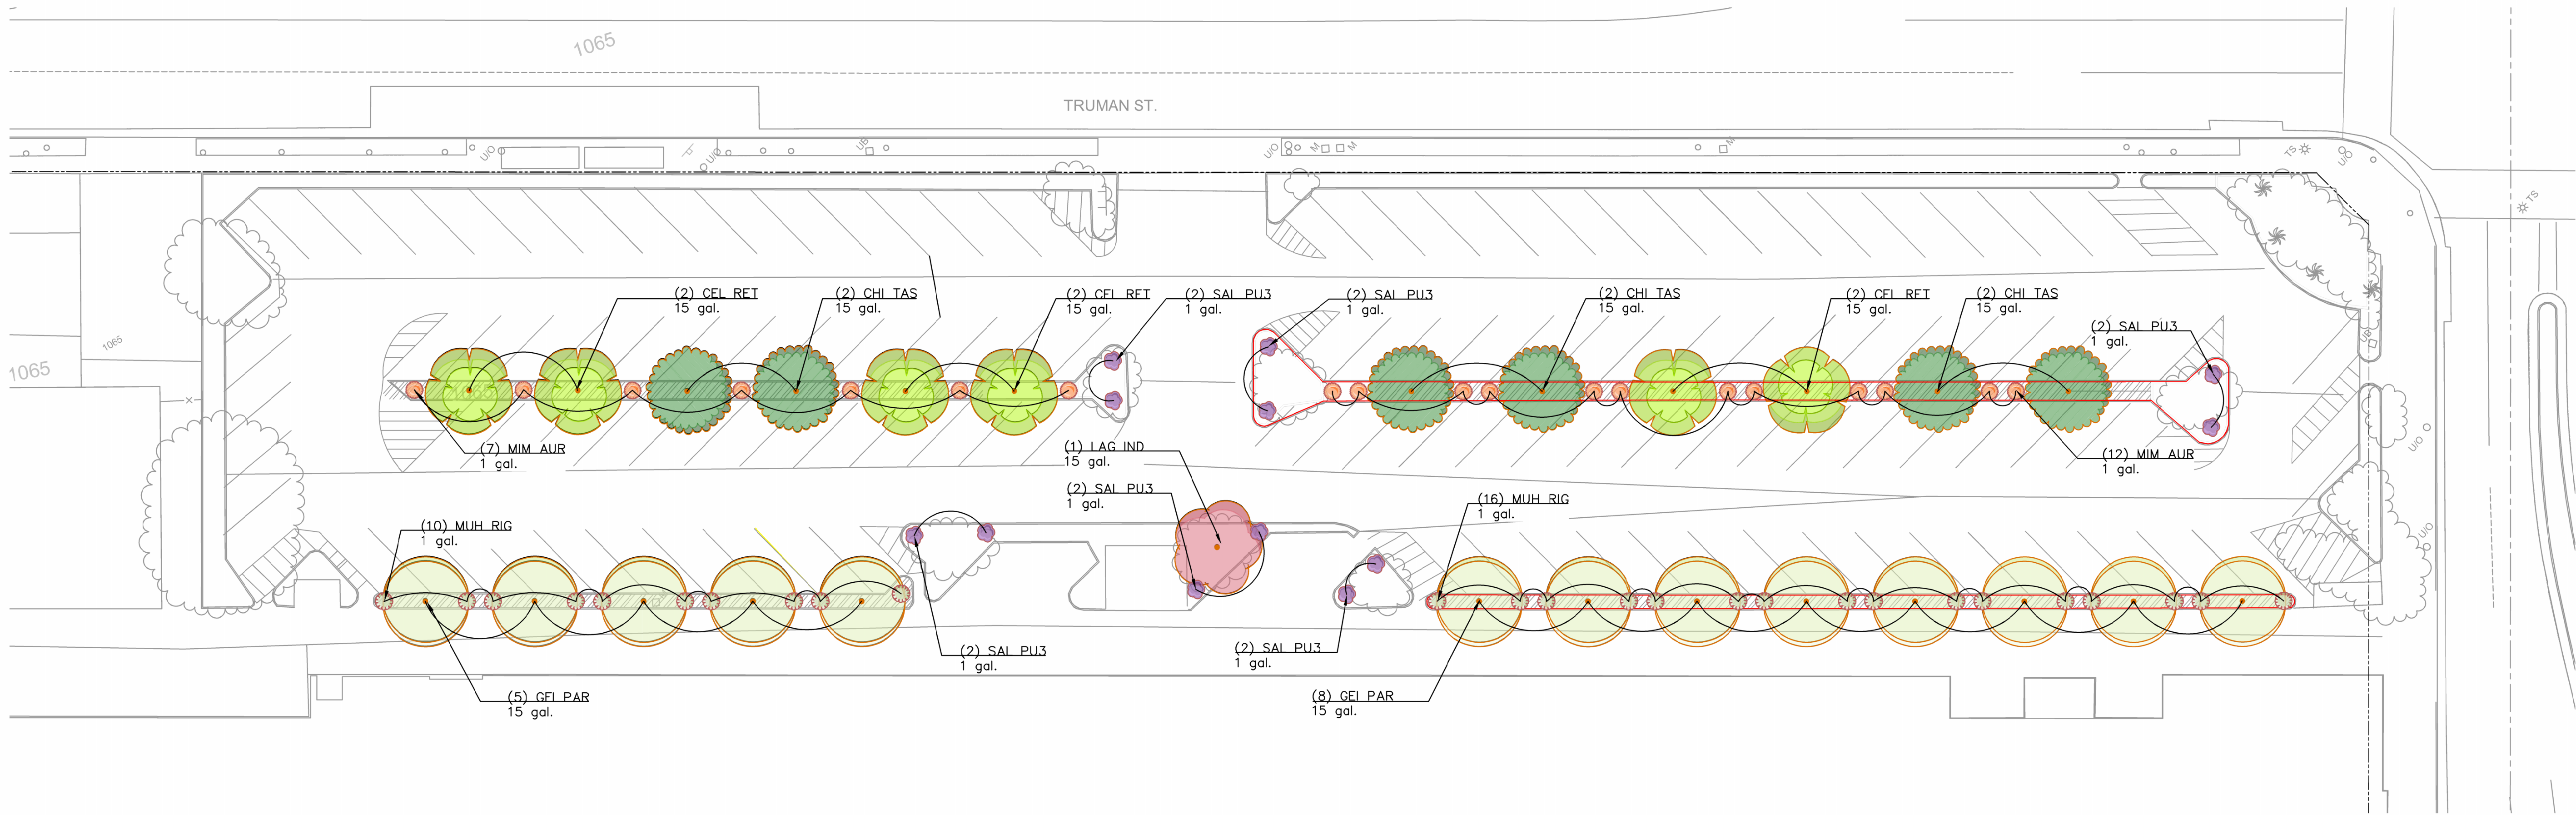 1065
TRUMAN ST.
U/O
U/O
UB
U/O
M
M
M
TS
U/O
TS
(2) CEL RET
15 gal.
(2) CHI TAS
15 gal.
(2) CEL RET
15 gal.
(2) SAL PU3
1 gal.
(2) SAL PU3
1 gal.
(2) CHI TAS
15 gal.
(2) CEL RET
15 gal.
(2) CHI TAS
15 gal.
(2) SAL PU3
1 gal.
UB
1065
1065
1065
(7) MIM AUR
1 gal.
(1) LAG IND
15 gal.
(12) MIM AUR
1 gal.
U/O
(2) SAL PU3
1 gal.
(16) MUH RIG
1 gal.
(10) MUH RIG
1 gal.
U/O
(2) SAL PU3
1 gal.
(2) SAL PU3
1 gal.
(5) GEI PAR
15 gal.
(8) GEI PAR
15 gal.